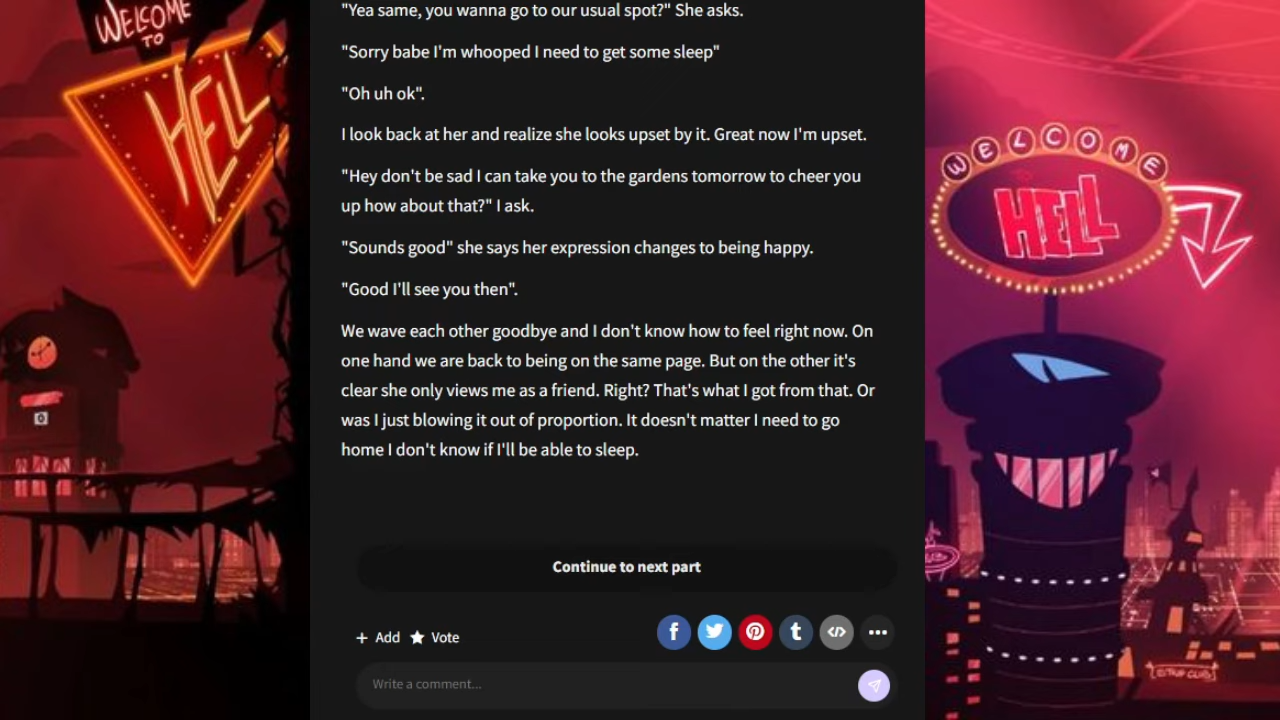 "Yea same, you wanna go to our usual spot?" She asks.
"Sorry babe I'm whooped I need to get some sleep"
"Oh uh ok".
I look back at her and realize she looks upset by it. Great now I'm upset.
"Hey don't be sad I can take you to the gardens tomorrow to cheer you
up how about that?" I ask.
"Sounds good" she says her expression changes to being happy.
"Good I'll see you then".
We wave each other goodbye and I don't know how to feel right now. On
one hand we are back to being on the same page. But on the other it's
clear she only views me as a friend. Right? That's what I got from that. Or
was I just blowing it out of proportion. It doesn't matter I need to go
home I don't know if I'll be able to sleep.
Continue to next part
+ Add ★ Vote
Write a comment...
WELCOME
TO
HELL
WELCOME
HELL